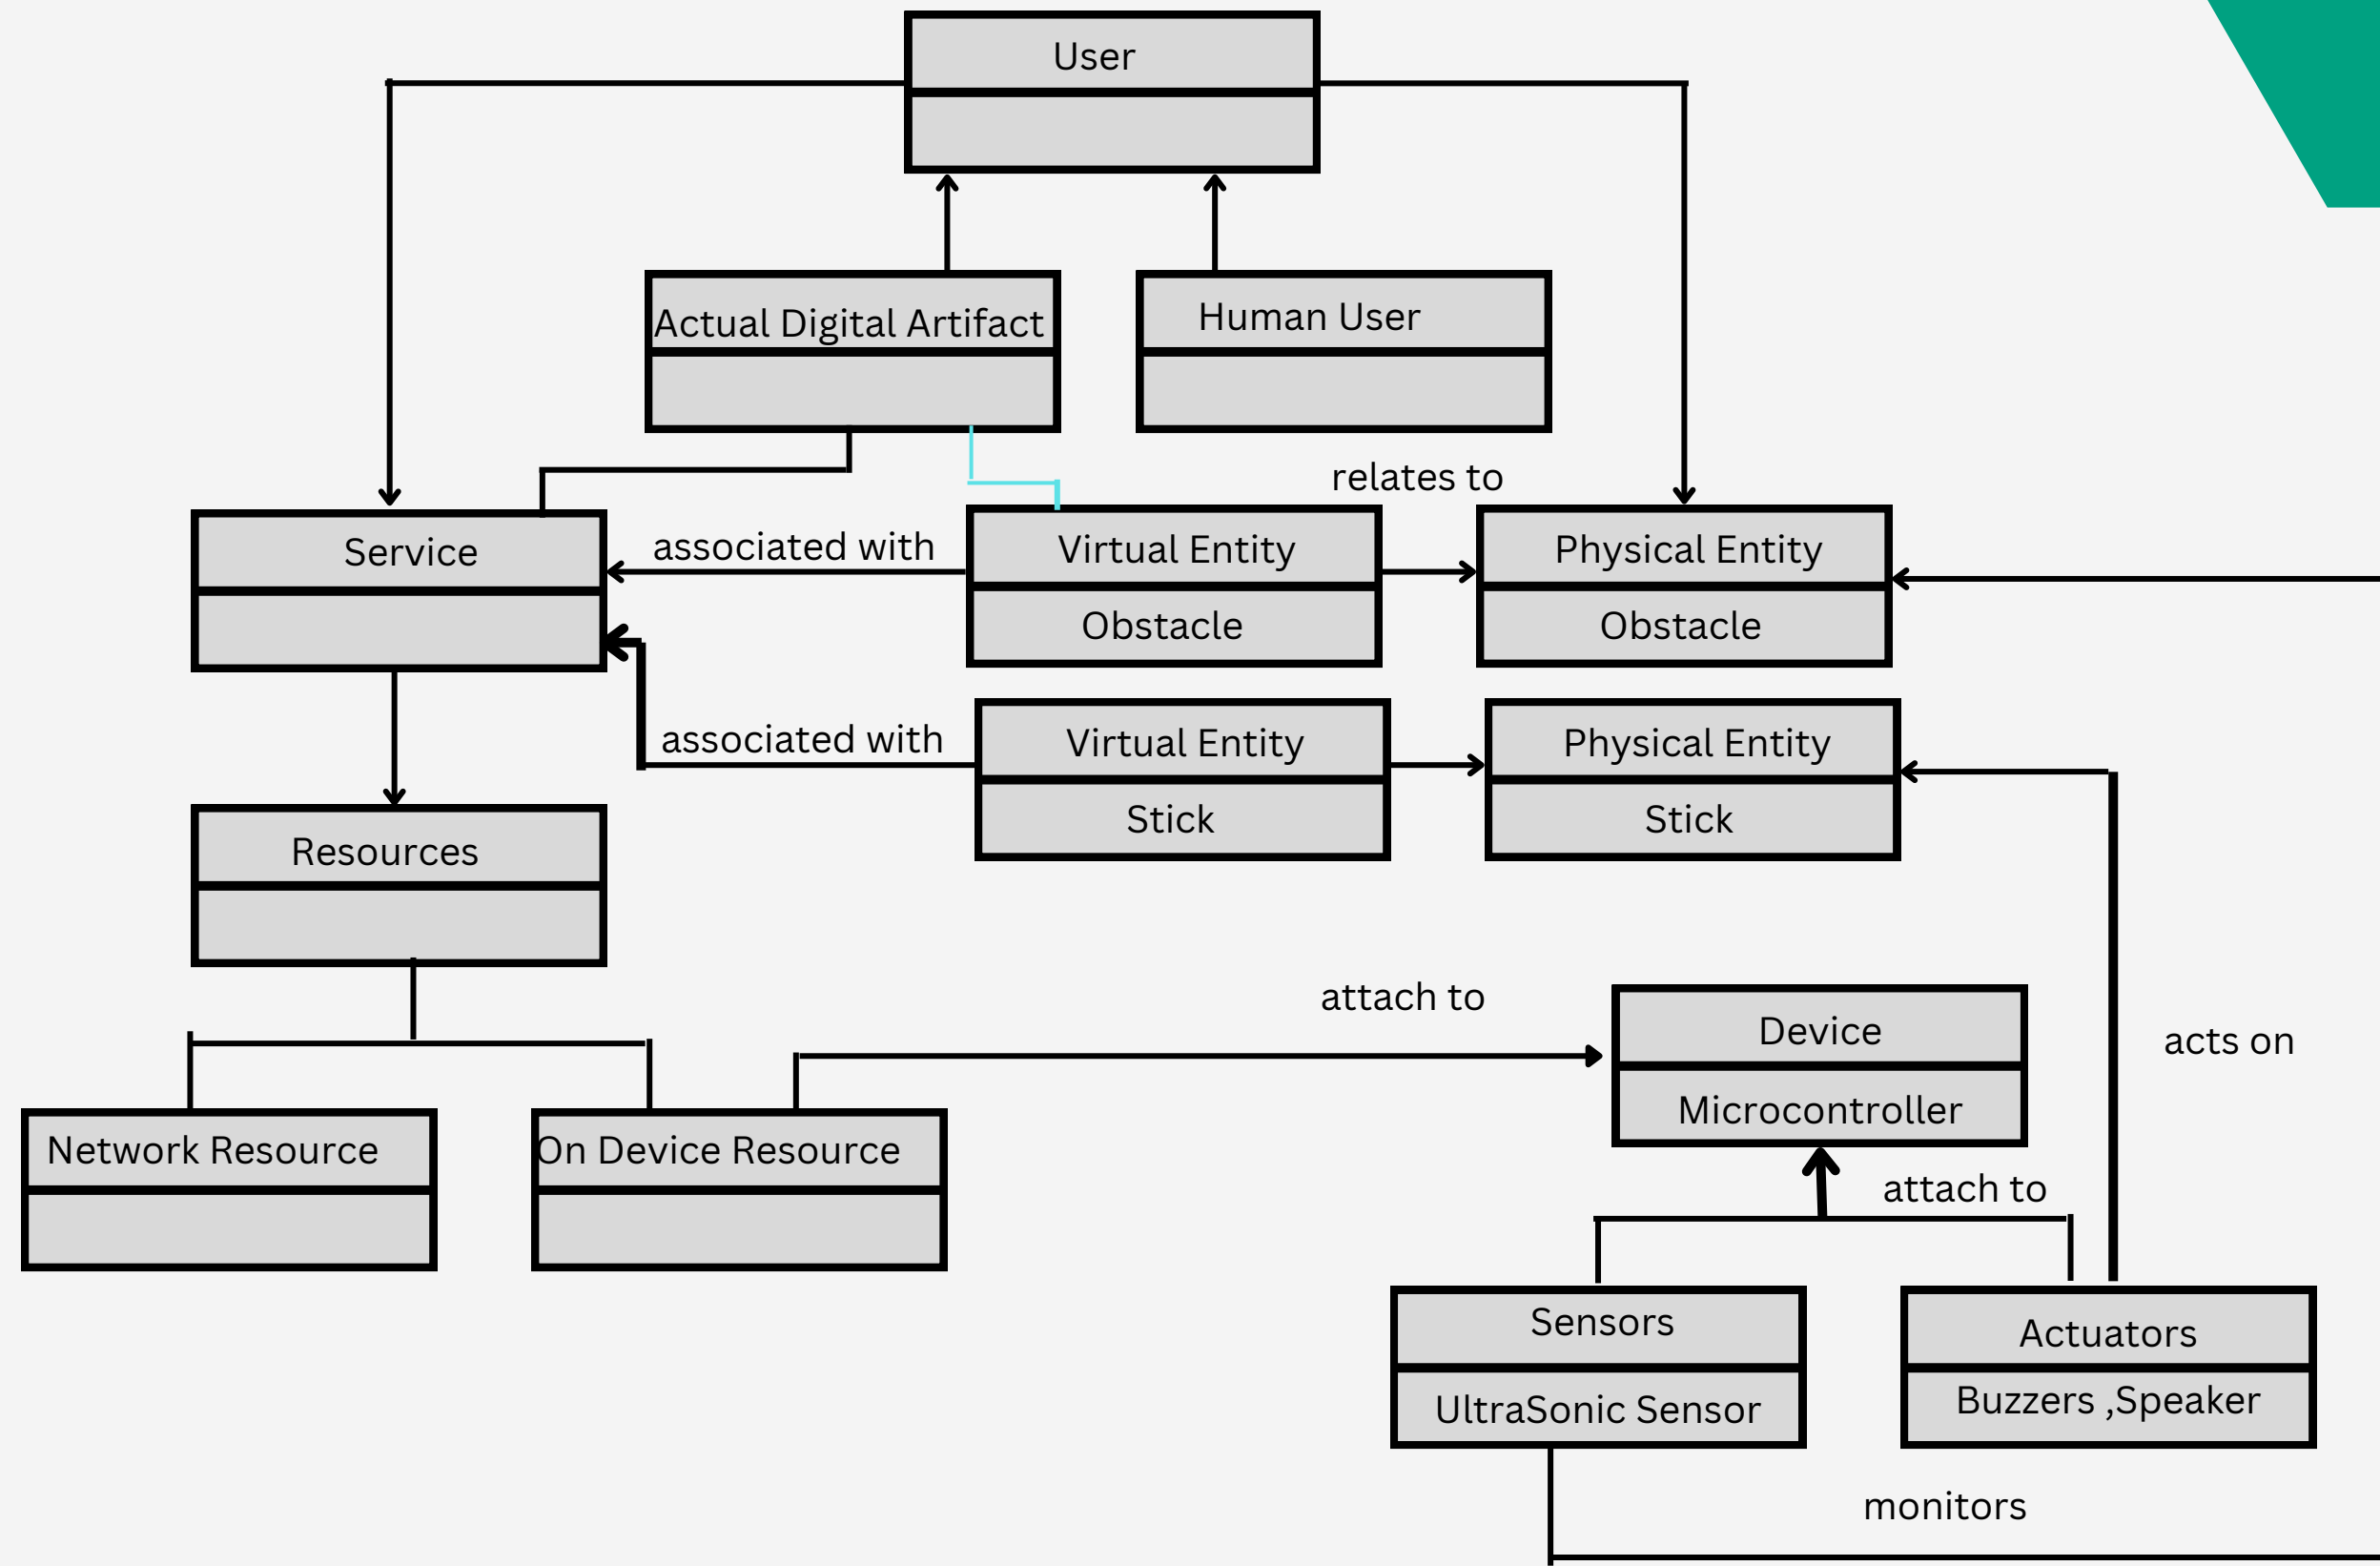 User
Actual Digital Artifact
Human User
relates to
Service
associated with
Virtual Entity
Obstacle
Physical Entity
Obstacle
associated with
Virtual Entity
Stick
Physical Entity
Stick
Resources
attach to
Device
Microcontroller
acts on
Network Resource
On Device Resource
attach to
Sensors
UltraSonic Sensor
Actuators
Buzzers ,Speaker
monitors